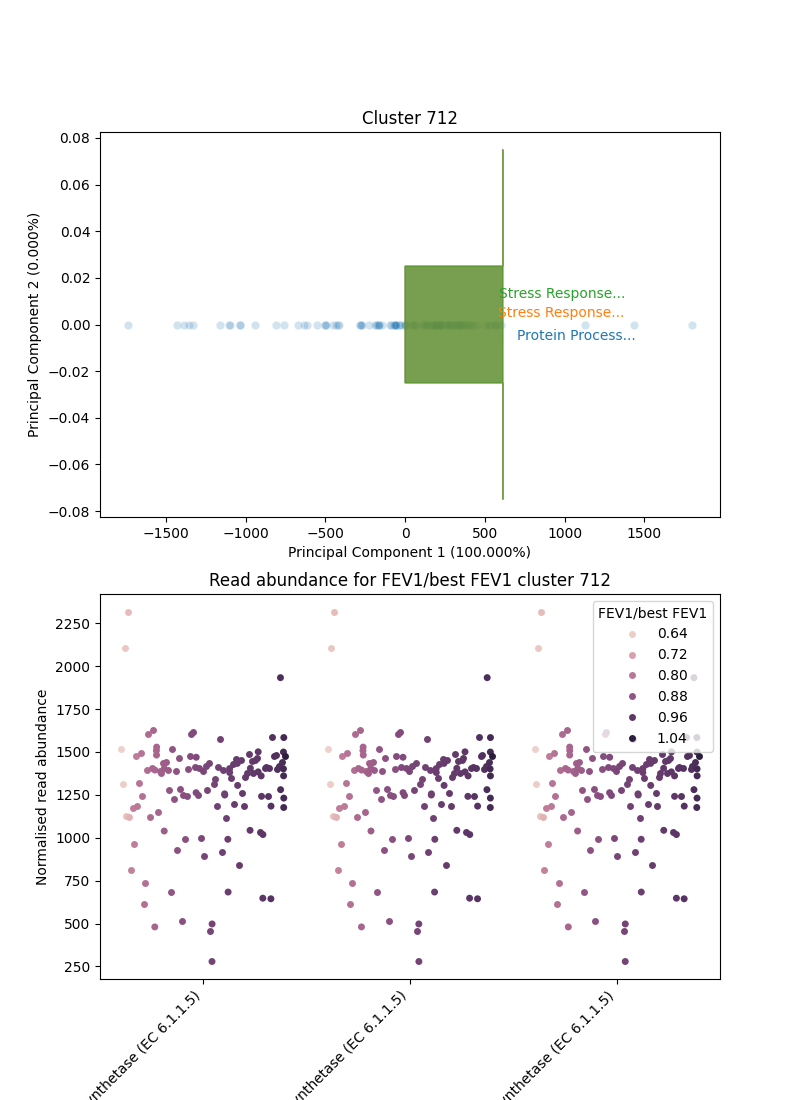 Cluster 712
0.08
0.06
0.04
0.02
0.00
−0.02
−0.04
−0.06
−0.08
Principal Component 2 (0.000%)
Stress Response...
Stress Response...
Protein Process...
−1500 −1000 −500 0 500 1000 1500
Principal Component 1 (100.000%)
Read abundance for FEV1/best FEV1 cluster 712
2250
2000
1750
1500
1250
1000
750
500
250
Normalised read abundance
FEV1/best FEV1
0.64
0.72
0.80
0.88
0.96
1.04
(EC 6.1.1.5)
(EC 6.1.1.5)
(EC 6.1.1.5)